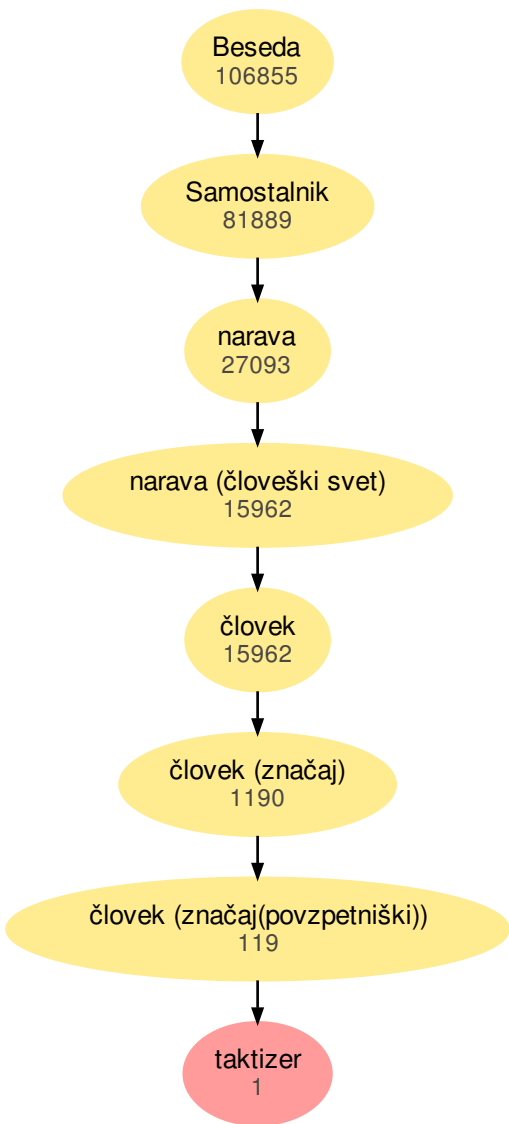 Beseda
106855
Samostalnik
81889
narava
27093
narava (človeški svet)
15962
človek
15962
človek (značaj)
1190
človek (značaj(povzpetniški))
119
taktizer
1